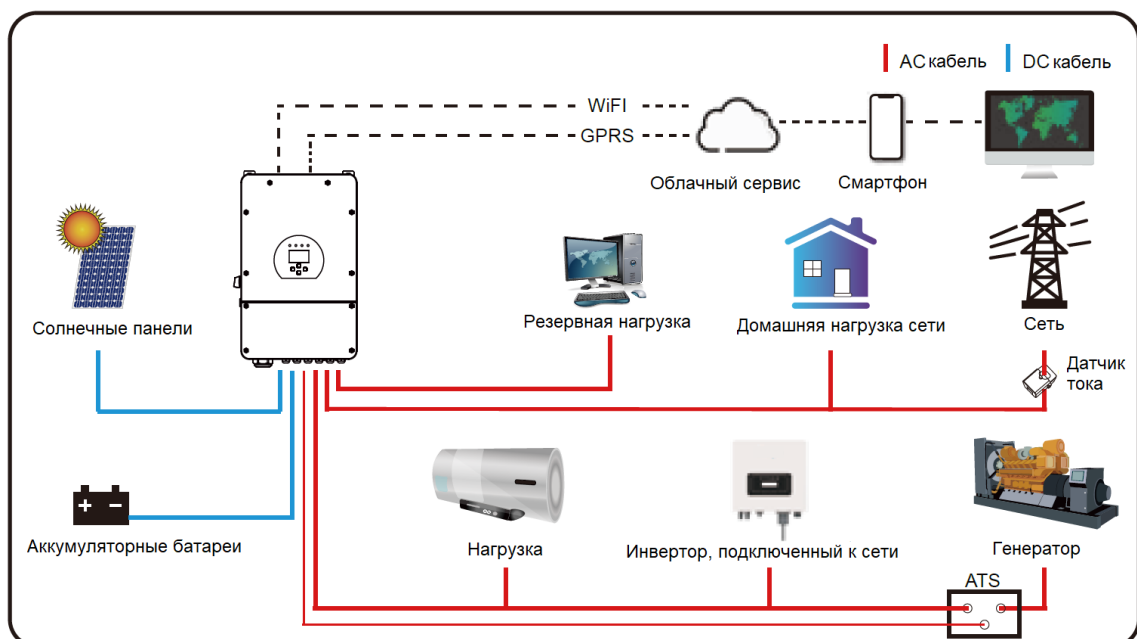 AC кабель
DC кабель
WiFI
GPRS
Облачный сервис
Смартфон
Солнечные панели
Резервная нагрузка
Домашняя нагрузка сети
Сеть
Датчик
тока
Аккумуляторные батареи
Нагрузка
Инвертор, подключенный к сети
Генератор
ATS